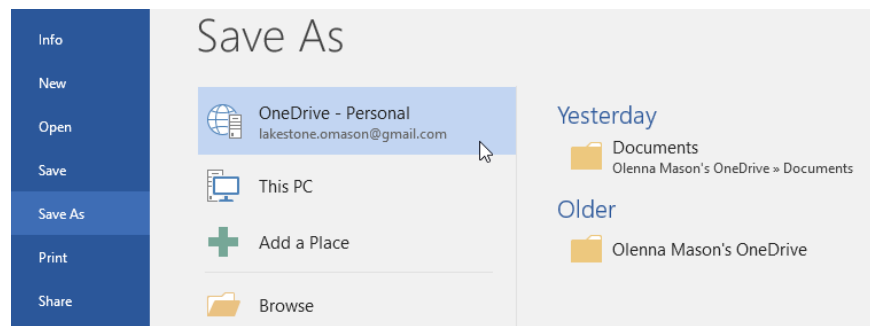 Info
New
Open
Save
Save As
Print
Share
Save As
OneDrive - Personal
lakestone.omason@gmail.com
This PC
Add a Place
Browse
Yesterday
Documents
Olenna Mason's OneDrive » Documents
Older
Olenna Mason's OneDrive